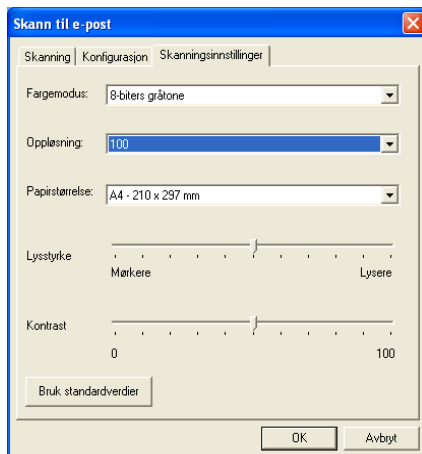 Skann til e-post
Skanning Konfigurasjon Skanningsinnstillinger
Fargemodus: 8-biters gråtone
Oppløsning: 100
Papirstørrelse: A4 - 210 x 297 mm
Lysstyrke
Mørkere Lysere
Kontrast
0 100
Bruk standardverdier
OK Avbryt